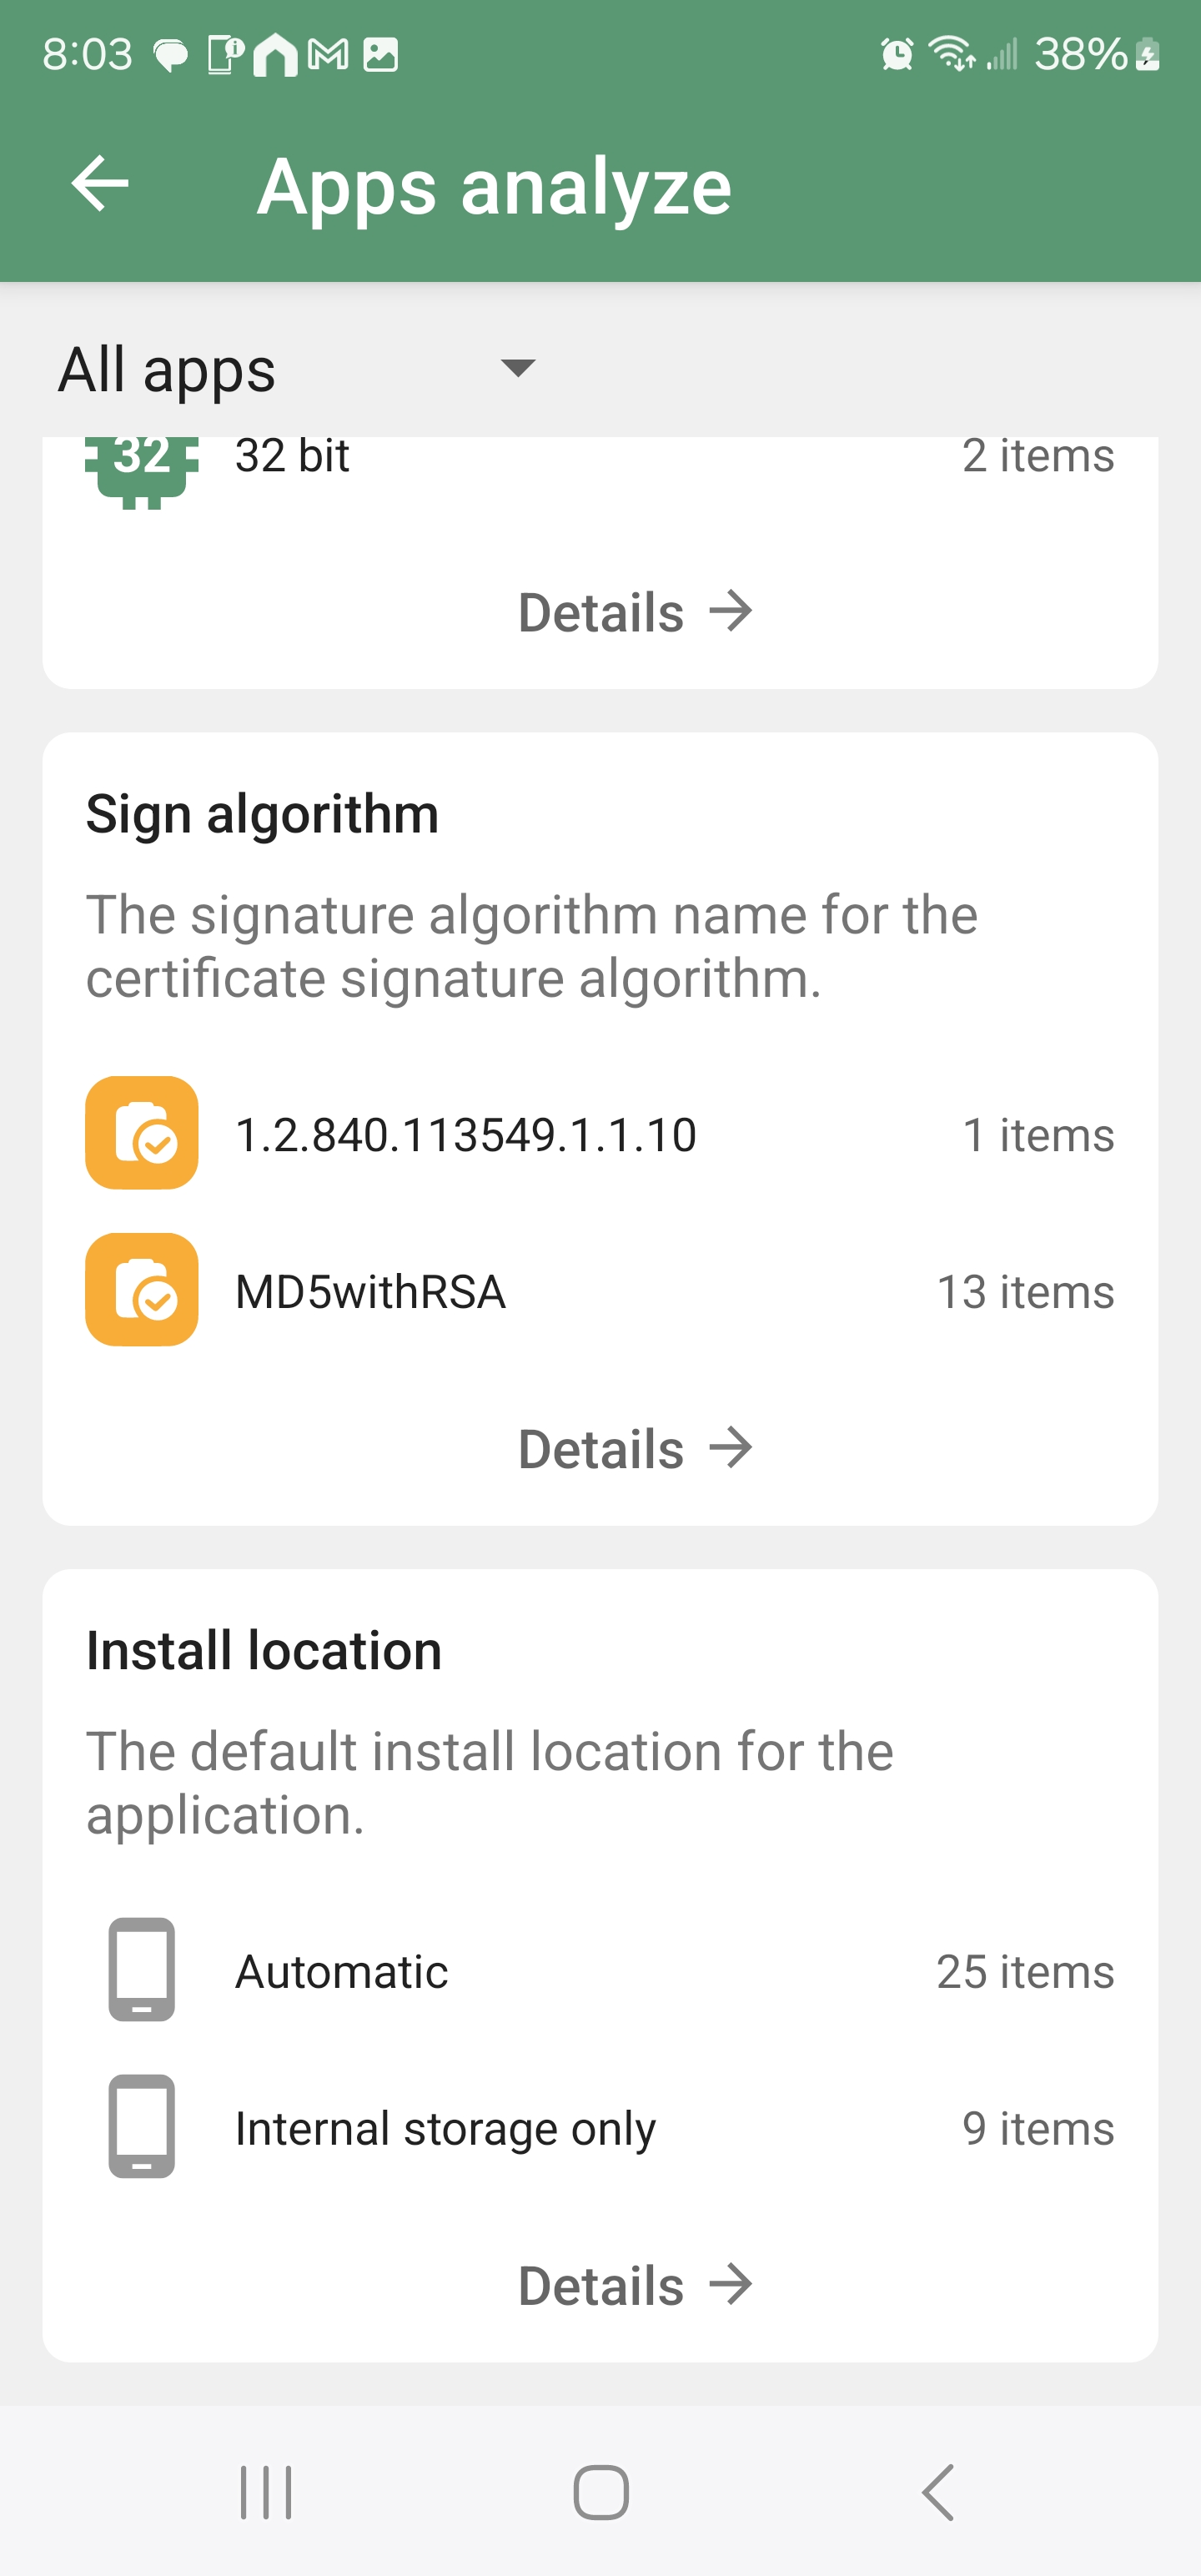 8:03
38%
Apps analyze
All apps
32
32 bit
2 items
Details
Sign algorithm
The signature algorithm name for the
certificate signature algorithm.
1.2.840.113549.1.1.10
1 items
MD5withRSA
13 items
Details
Install location
The default install location for the
application.
Automatic
25 items
Internal storage only
9 items
Details